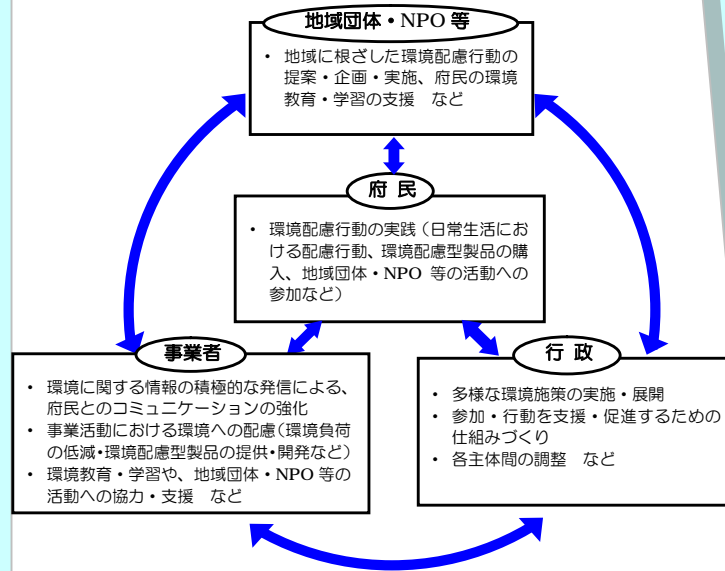 地域団体・NPO 等
・ 地域に根ざした環境配慮行動の
提案・企画・実施、府民の環境
教育・学習の支援　など
府 民
・ 環境配慮行動の実践（日常生活にお
ける配慮行動、環境配慮型製品の購
入、地域団体・NPO 等の活動への
参加など）
事業者
・ 環境に関する情報の積極的な発信による、
府民とのコミュニケーションの強化
・ 事業活動における環境への配慮（環境負荷
の低減・環境配慮型製品の提供・開発など）
・ 環境教育・学習や、地域団体・NPO 等の
活動への協力・支援　など
行 政
・ 多様な環境施策の実施・展開
・ 参加・行動を支援・促進するための
仕組みづくり
・ 各主体間の調整　など